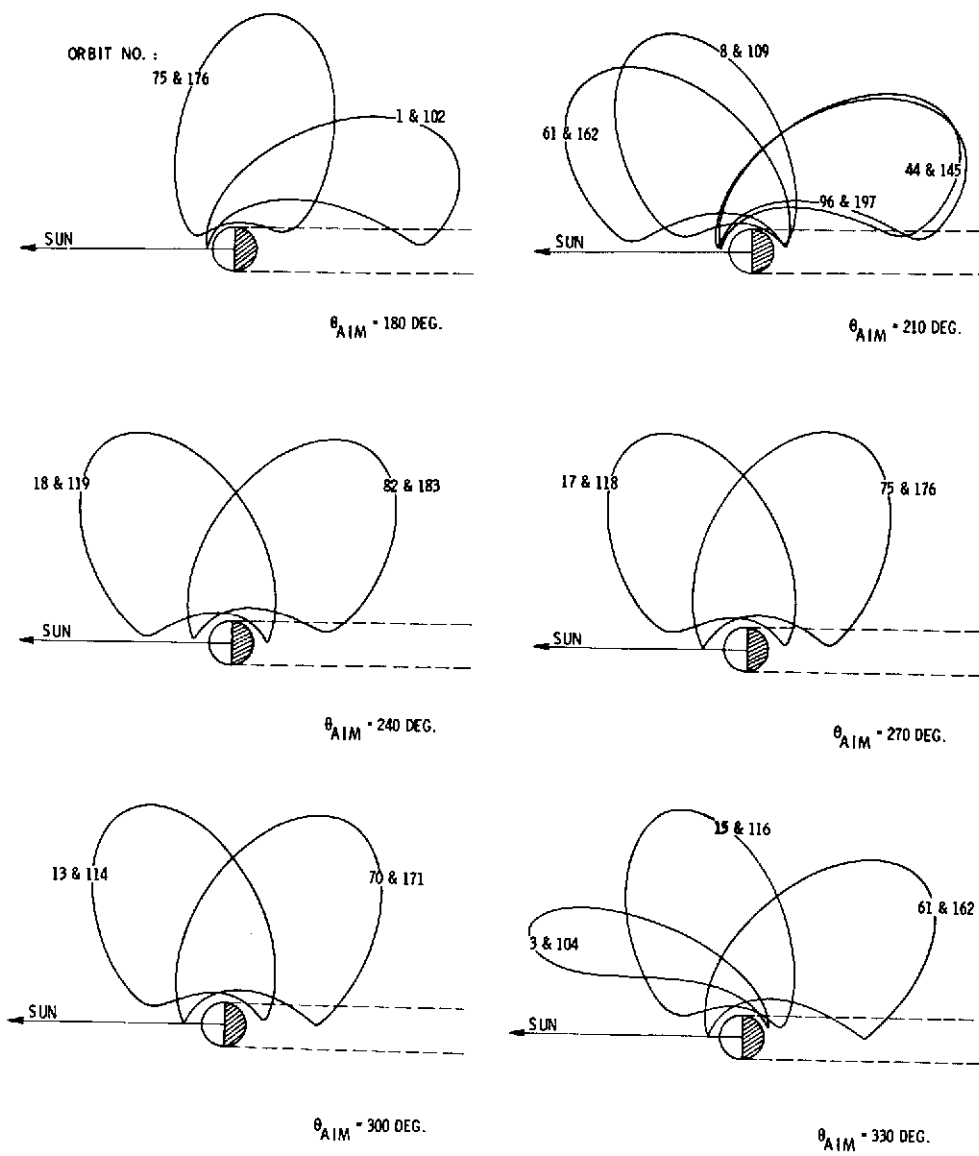 ORBIT NO. :
75 & 176
1 & 102
SUN
θAIM = 180 DEG.
8 & 109
61 & 162
44 & 145
96 & 197
SUN
θAIM = 210 DEG.
18 & 119
82 & 183
SUN
θAIM = 240 DEG.
17 & 118
75 & 176
SUN
θAIM = 270 DEG.
13 & 114
70 & 171
SUN
θAIM = 300 DEG.
15 & 116
61 & 162
3 & 104
SUN
θAIM = 330 DEG.